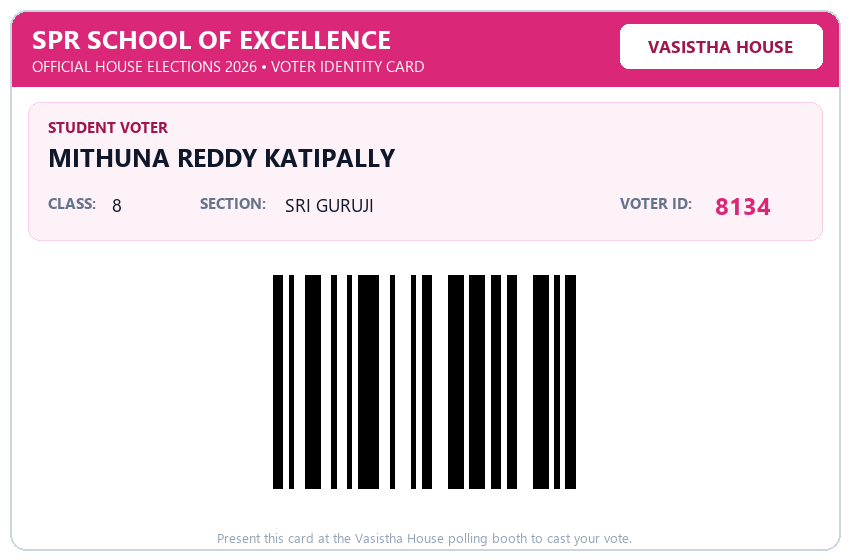 SPR SCHOOL OF EXCELLENCE
OFFICIAL HOUSE ELECTIONS 2026 • VOTER IDENTITY CARD
VASISTHA HOUSE
STUDENT VOTER
MITHUNA REDDY KATIPALLY
CLASS: 8 SECTION: SRI GURUJI VOTER ID: 8134
Present this card at the Vasistha House polling booth to cast your vote.